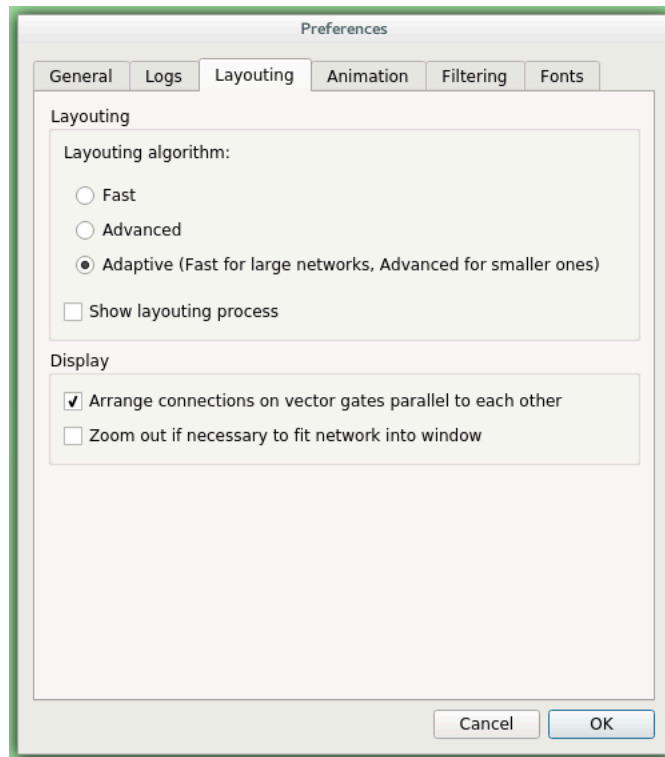 Preferences
General Logs Layouting Animation Filtering Fonts
Layouting
Layouting algorithm:
Fast
Advanced
Adaptive (Fast for large networks, Advanced for smaller ones)
Show layouting process
Display
Arrange connections on vector gates parallel to each other
Zoom out if necessary to fit network into window
Cancel OK